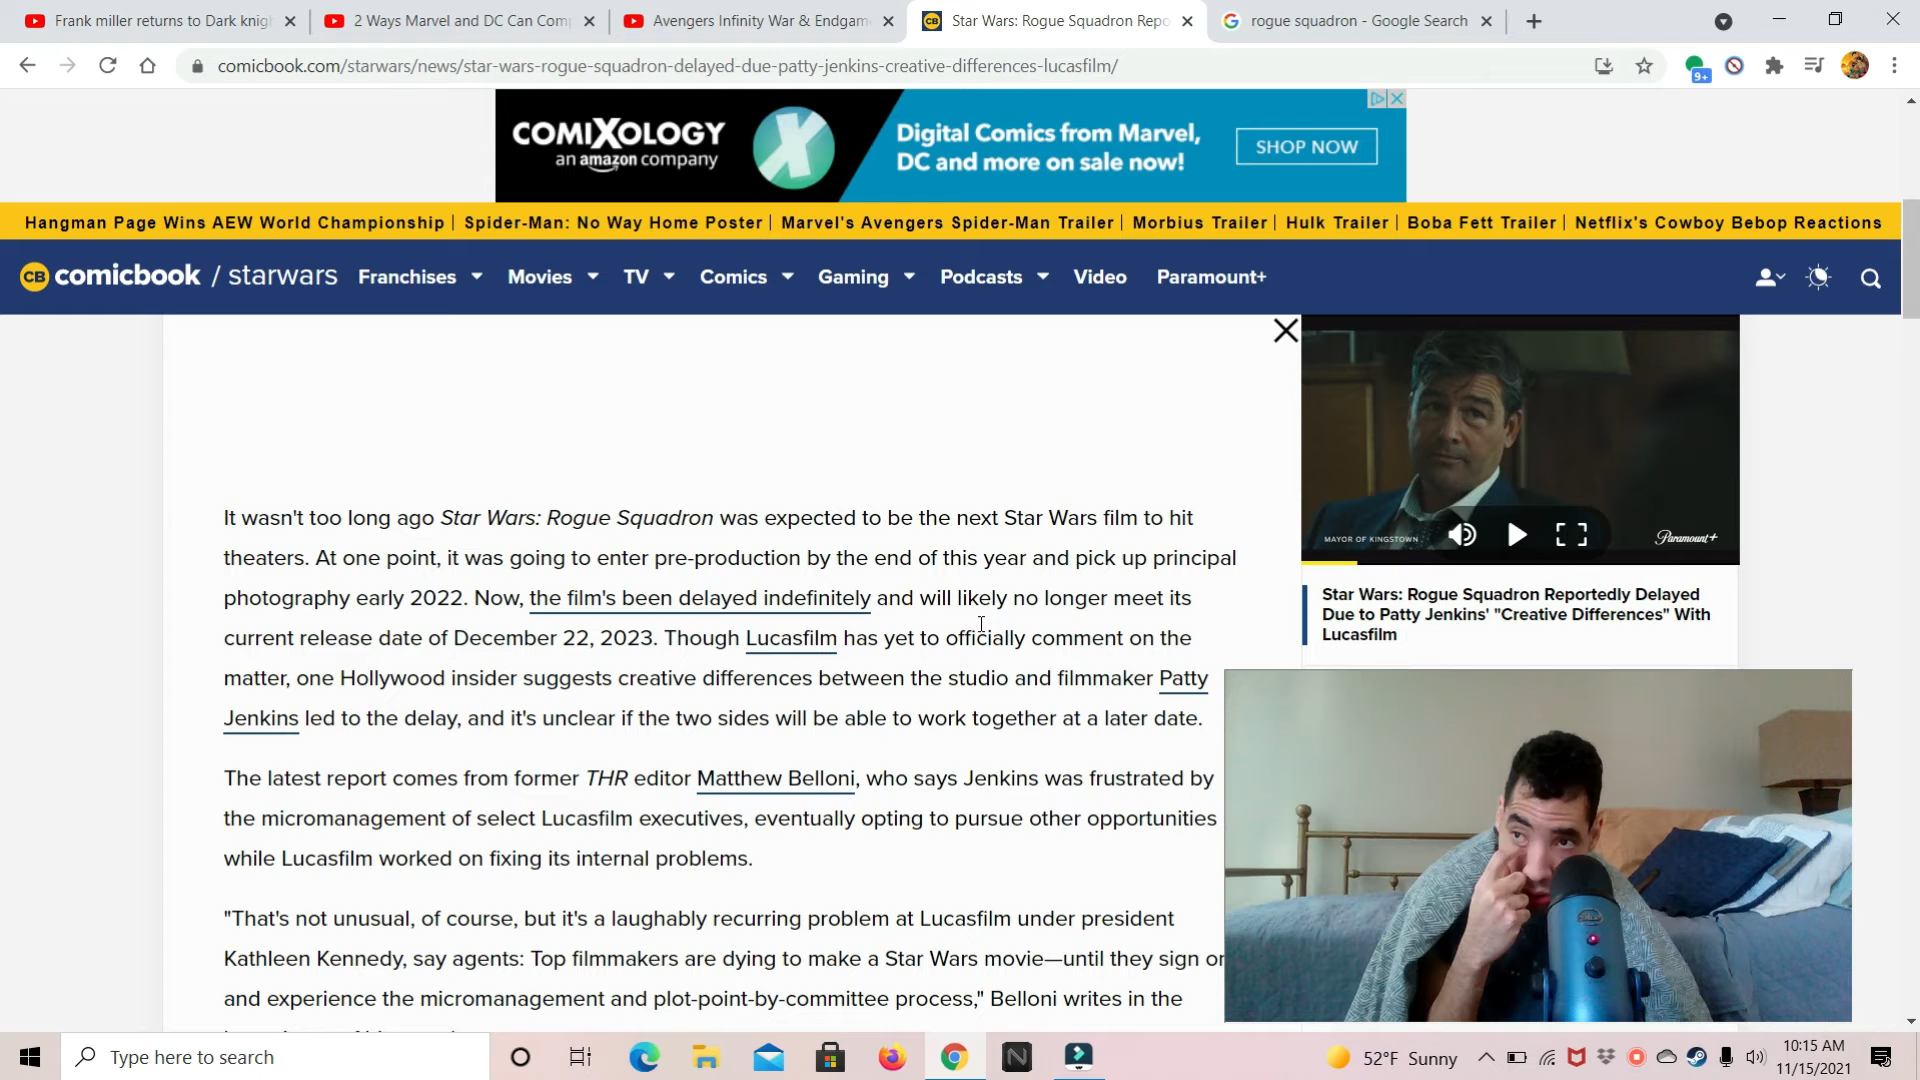 Frank miller returns to Dark knigh
2 Ways Marvel and DC Can Com
Avengers Infinity War & Endgam
Star Wars: Rogue Squadron Repo
rogue squadron - Google Search
comicbook.com/starwars/news/star-wars-rogue-squadron-delayed-due-patty-jenkins-creative-differences-lucasfilm/
9+
COMIXOLOGY
an amazon company
Digital Comics from Marvel,
DC and more on sale now!
SHOP NOW
Hangman Page Wins AEW World Championship | Spider-Man: No Way Home Poster | Marvel's Avengers Spider-Man Trailer | Morbius Trailer | Hulk Trailer | Boba Fett Trailer | Netflix's Cowboy Bebop Reactions
CB comicbook / starwars Franchises Movies TV Comics Gaming Podcasts Video Paramount+
MAYOR OF KINGSTOWN
Paramount+
Star Wars: Rogue Squadron Reportedly Delayed
Due to Patty Jenkins' "Creative Differences" With
Lucasfilm
It wasn't too long ago Star Wars: Rogue Squadron was expected to be the next Star Wars film to hit
theaters. At one point, it was going to enter pre-production by the end of this year and pick up principal
photography early 2022. Now, the film's been delayed indefinitely and will likely no longer meet its
current release date of December 22, 2023. Though Lucasfilm has yet to officially comment on the
matter, one Hollywood insider suggests creative differences between the studio and filmmaker Patty
Jenkins led to the delay, and it's unclear if the two sides will be able to work together at a later date.
The latest report comes from former THR editor Matthew Belloni, who says Jenkins was frustrated by
the micromanagement of select Lucasfilm executives, eventually opting to pursue other opportunities
while Lucasfilm worked on fixing its internal problems.
"That's not unusual, of course, but it's a laughably recurring problem at Lucasfilm under president
Kathleen Kennedy, say agents: Top filmmakers are dying to make a Star Wars movie—until they sign on
and experience the micromanagement and plot-point-by-committee process," Belloni writes in the
Type here to search
52°F Sunny
10:15 AM
11/15/2021